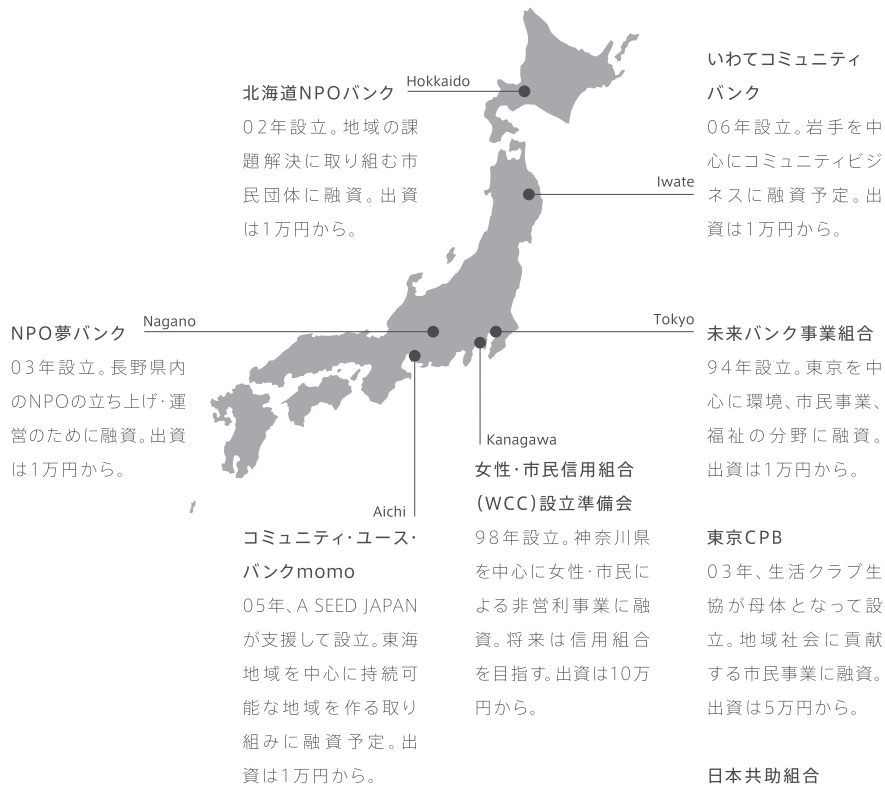 Hokkaido
北海道NPOバンク
02年設立。地域の課
題解決に取り組む市
民団体に融資。出資
は1万円から。
いわてコミュニティ
バンク
06年設立。岩手を中
心にコミュニティビジ
ネスに融資予定。出
資は1万円から。
Iwate
Nagano
NPO夢バンク
03年設立。長野県内
のNPOの立ち上げ・運
営のために融資。出資
は1万円から。
Tokyo
未来バンク事業組合
94年設立。東京を中
心に環境、市民事業、
福祉の分野に融資。
出資は1万円から。
Kanagawa
女性・市民信用組合
(WCC)設立準備会
98年設立。神奈川県
を中心に女性・市民に
よる非営利事業に融
資。将来は信用組合
を目指す。出資は10万
円から。
Aichi
コミュニティ・ユース・
バンクmomo
05年、A SEED JAPAN
が支援して設立。東海
地域を中心に持続可
能な地域を作る取り
組みに融資予定。出
資は1万円から。
東京CPB
03年、生活クラブ生
協が母体となって設
立。地域社会に貢献
する市民事業に融資。
出資は5万円から。
日本共助組合